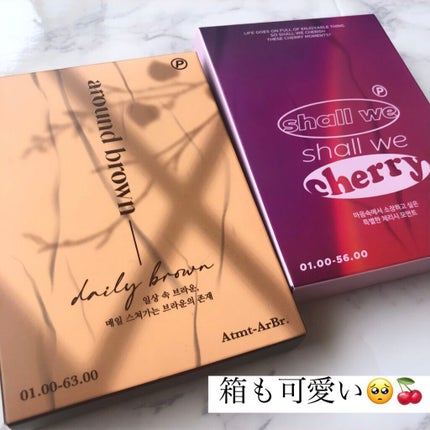 around brown
daily brown
일상 속 브라운,
매일 스쳐가는 브라운의 존재
Atmt-ArBr.
01.00-63.00
LIFE GOES ON FULL OF ENJOYABLE THING.
SO SHALL WE CHERISH
THESE CHERRY MOMENTS?
P
shall we
shall we
cherry
마음속에서 소장하고 싶은
특별한 체리시 모먼트
01.00-56.00
P
箱も可愛い🥺🍒